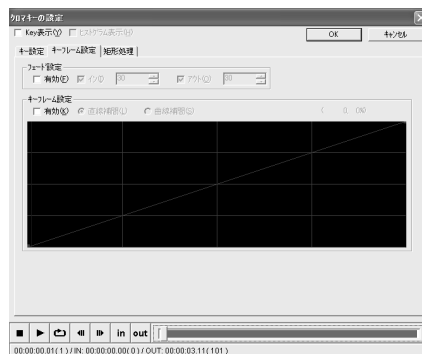 クロマキーの設定
Key表示(Y) ヒストグラム表示(H)
OK キャンセル
キー設定 キーフレーム設定 矩形処理
フェード設定
有効(E) イン(I) 30 アウト(O) 30
キーフレーム設定
有効(K) 直線補間(L) 曲線補間(S) ( 0, 0%)
in out
00:00:00.01( 1 ) / IN: 00:00:00.00( 0 ) / OUT: 00:00:03.11( 101 )